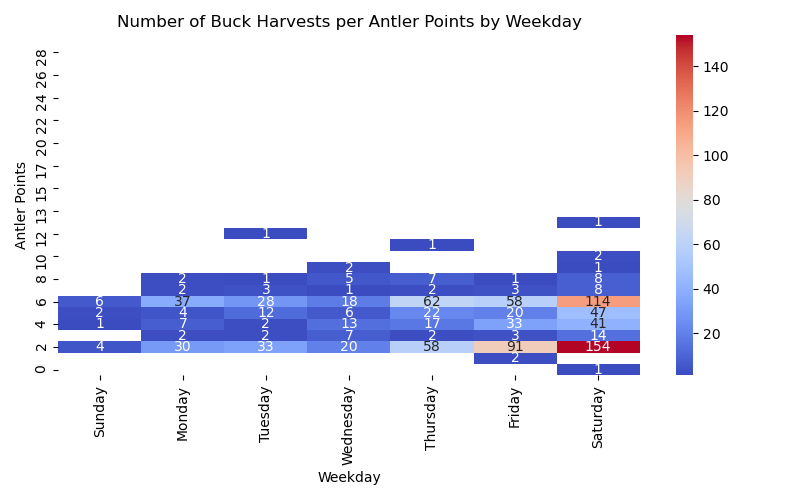 Number of Buck Harvests per Antler Points by Weekday
Antler Points
28
26
24
22
20
17
15
13
12
10
8
6
4
2
0
1
1
1
2
2 1
2 1 5 7 1 8
2 3 1 2 3 8
6 37 28 18 62 58 114
2 4 12 6 22 20 47
1 7 2 13 17 33 41
2 2 7 2 3 14
4 30 33 20 58 91 154
2
1
Sunday
Monday
Tuesday
Wednesday
Thursday
Friday
Saturday
Weekday
140
120
100
80
60
40
20